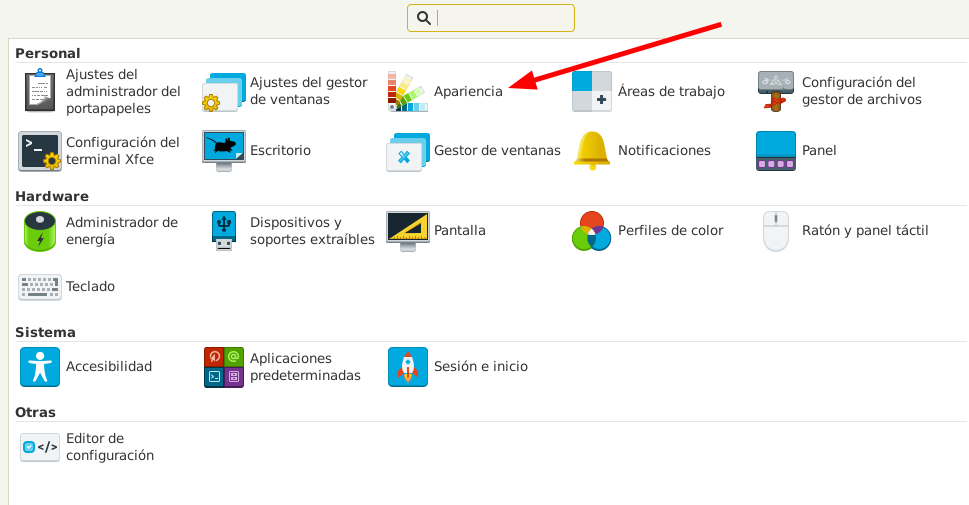 Personal
Ajustes del
administrador del
portapapeles
Ajustes del gestor
de ventanas
Apariencia
Áreas de trabajo
Configuración del
gestor de archivos
Configuración del
terminal Xfce
Escritorio
Gestor de ventanas
Notificaciones
Panel
Hardware
Administrador de
energía
Dispositivos y
soportes extraíbles
Pantalla
Perfiles de color
Ratón y panel táctil
Teclado
Sistema
Accesibilidad
Aplicaciones
predeterminadas
Sesión e inicio
Otras
Editor de
configuración